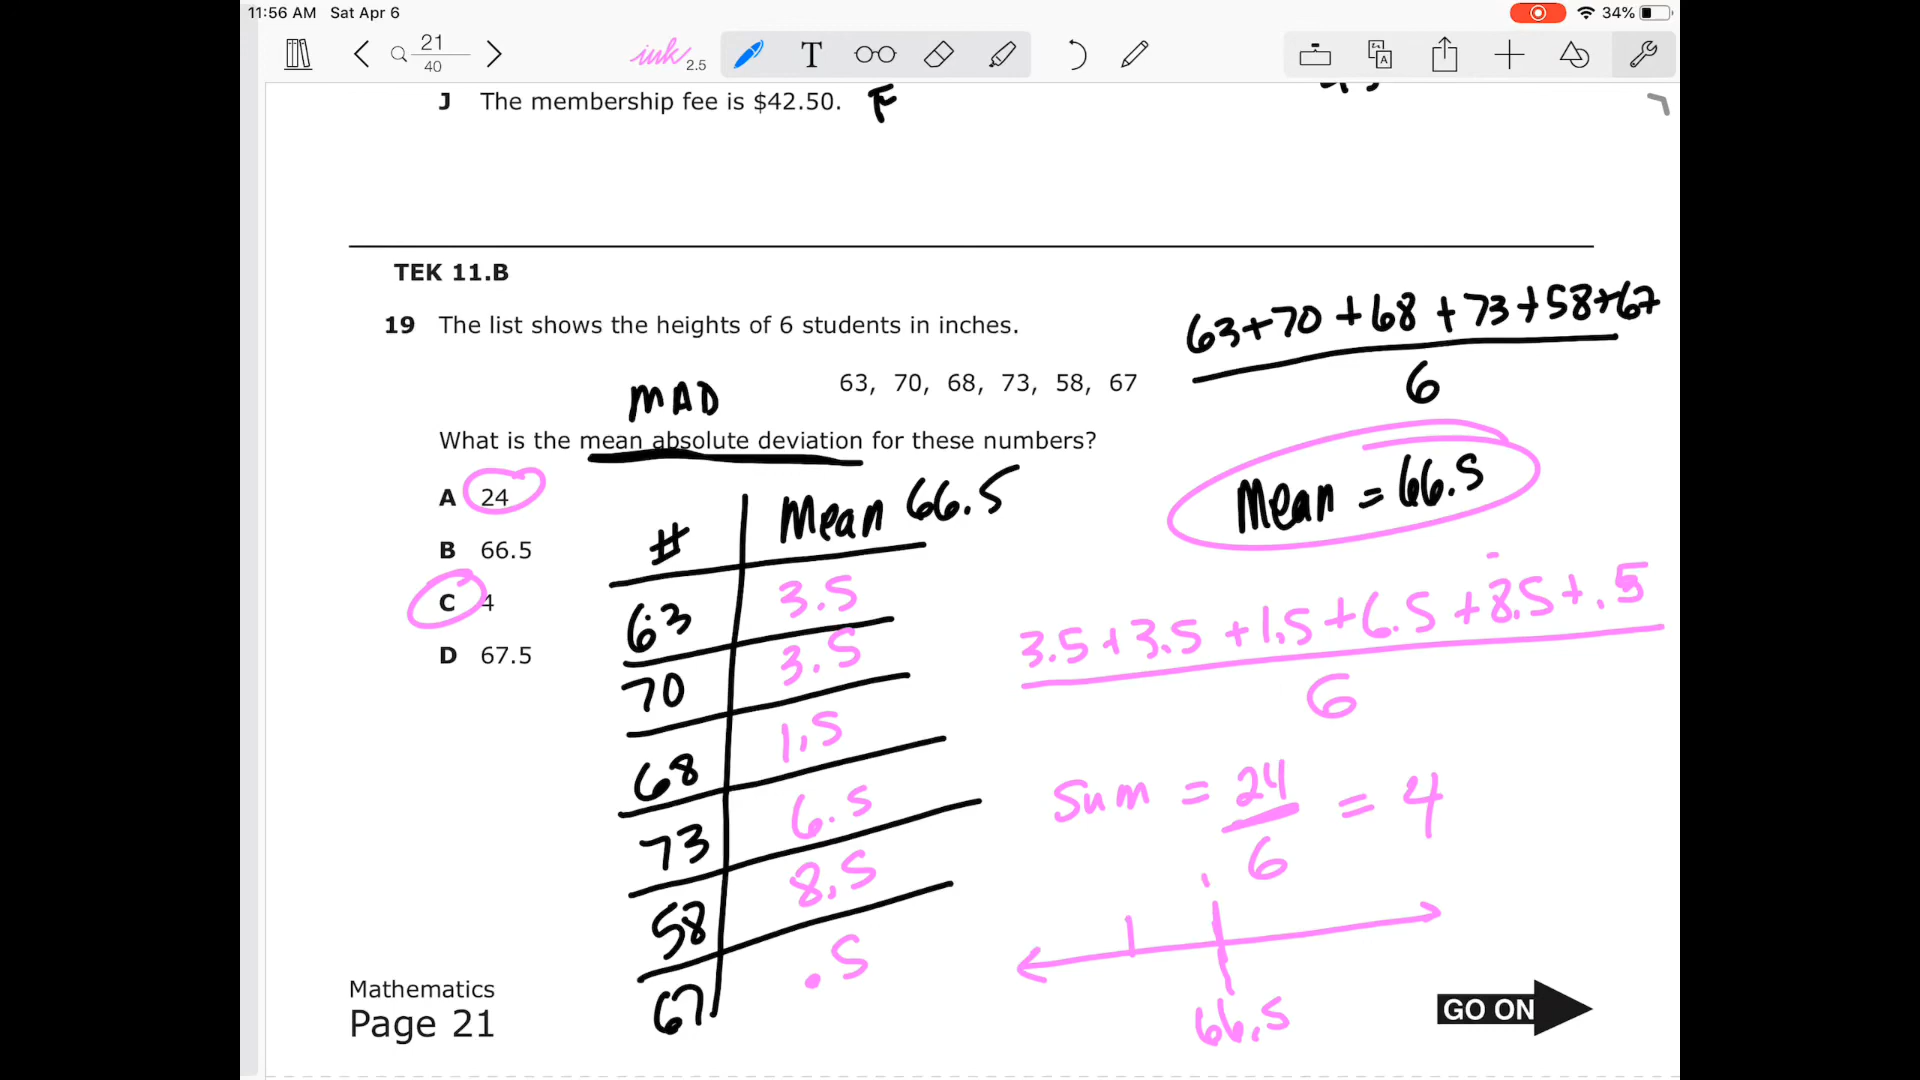 11:56 AM Sat Apr 6
34%
21
40
ink 2.5
T
A
J The membership fee is $42.50. F
TEK 11.B
19 The list shows the heights of 6 students in inches.
63+70+68+73+58+67
6
MAD
63, 70, 68, 73, 58, 67
What is the mean absolute deviation for these numbers?
Mean = 66.5
A 24
B 66.5
C 4
D 67.5
# Mean 66.5
63 3.5
70 3.5
68 1.5
73 6.5
58 8.5
67 .5
3.5+3.5+1.5+6.5+8.5+.5
6
Sum = 24 = 4
6
66.5
Mathematics
Page 21
GO ON